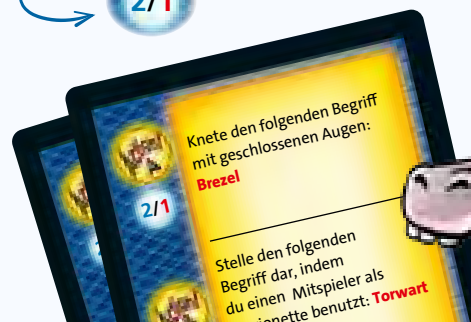 2/1
Knete den folgenden Begriff
mit geschlossenen Augen:
Brezel
2/1
Stelle den folgenden
Begriff dar, indem
du einen Mitspieler als
benutzt: Torwart